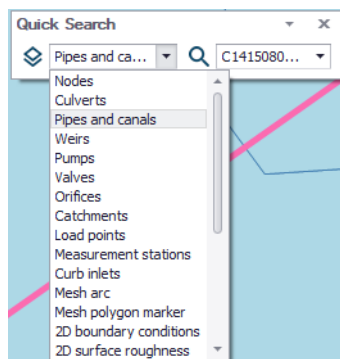 Quick Search
Pipes and ca... C1415080...
Nodes
Culverts
Pipes and canals
Weirs
Pumps
Valves
Orifices
Catchments
Load points
Measurement stations
Curb inlets
Mesh arc
Mesh polygon marker
2D boundary conditions
2D surface roughness